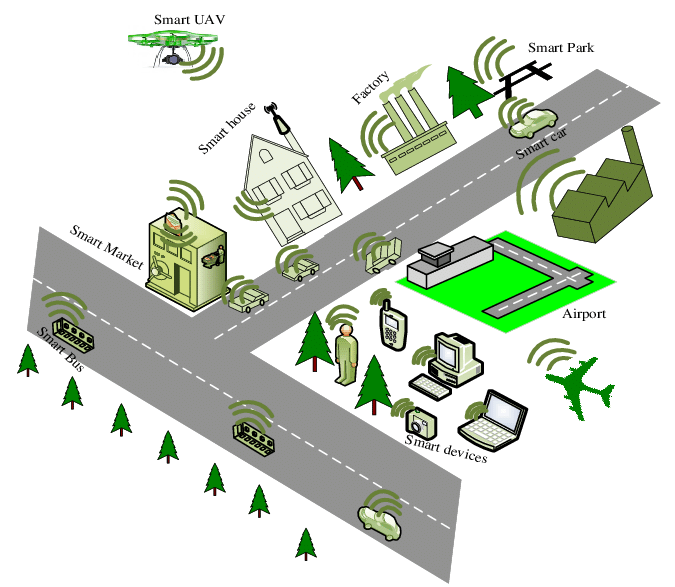 Smart UAV
Smart Park
Factory
Smart house
Smart car
Smart Market
Airport
Smart Bus
Smart devices